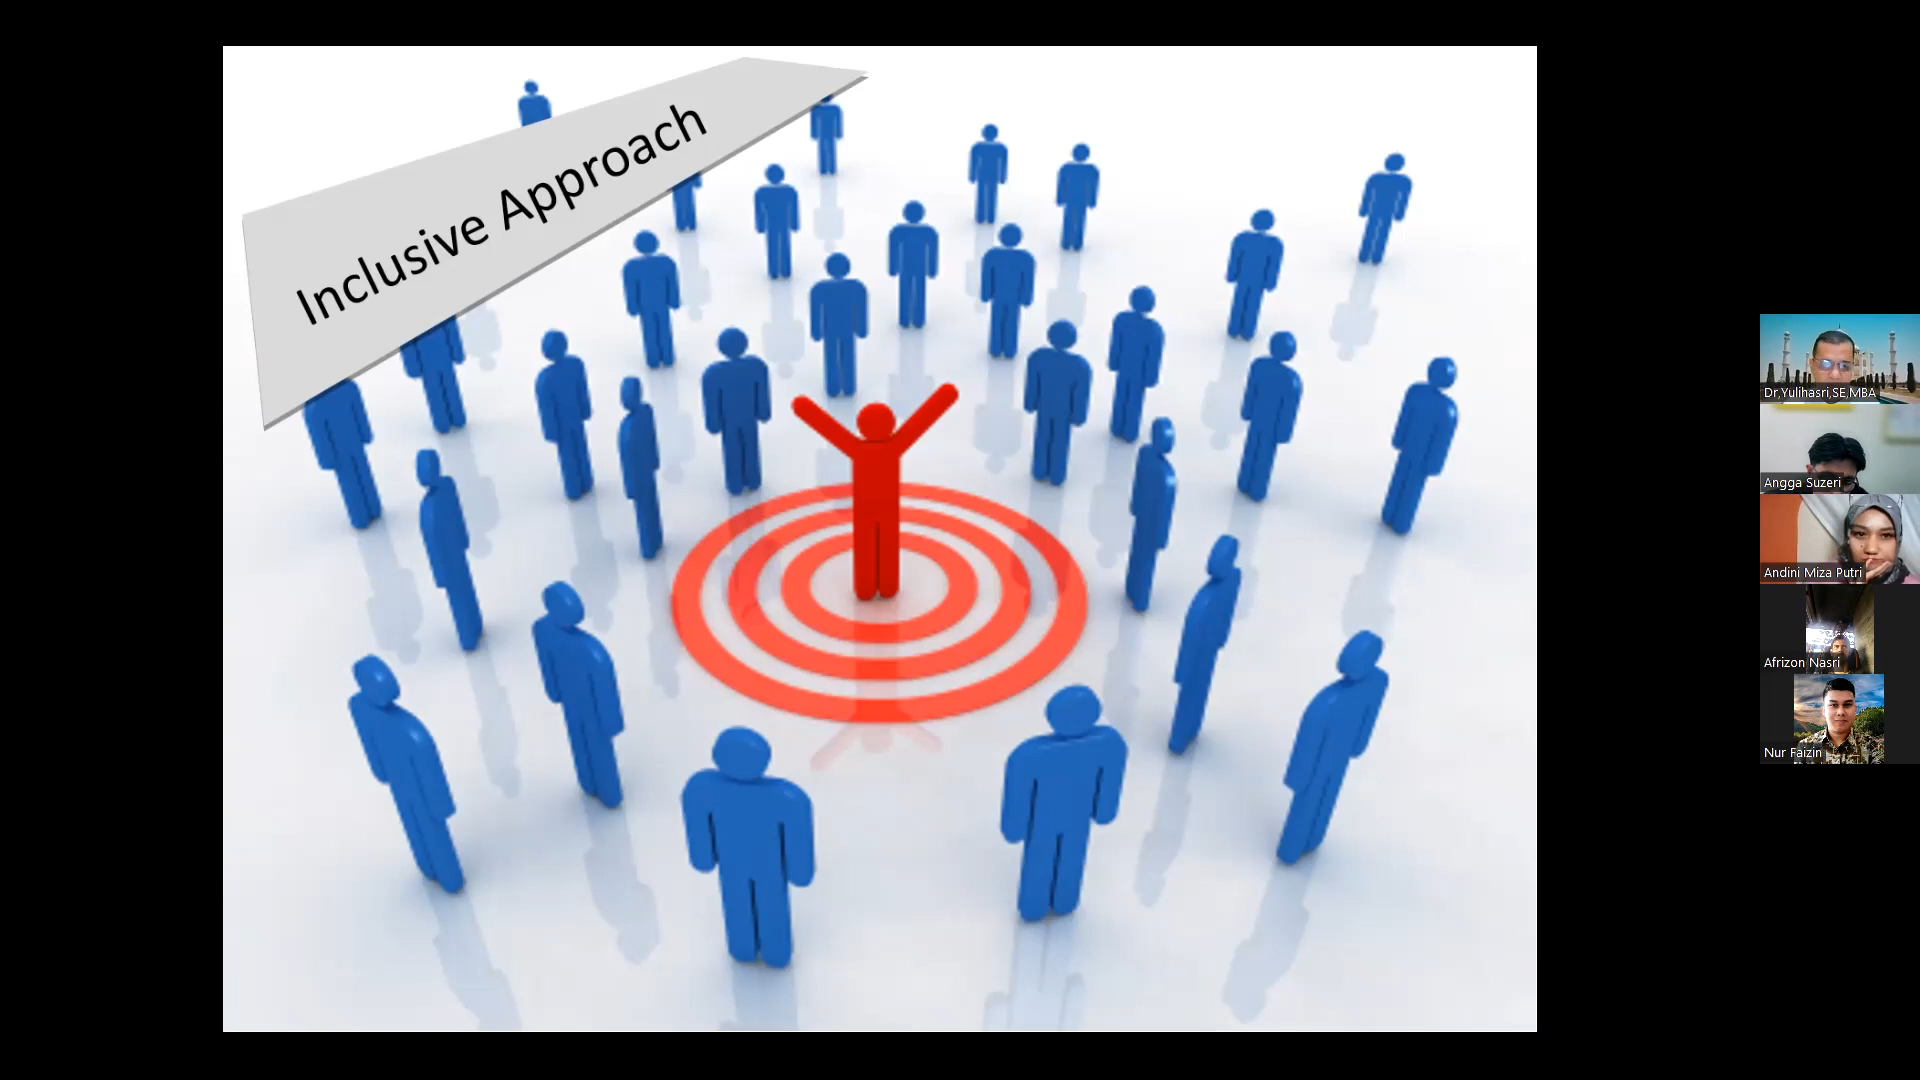 Inclusive Approach
Dr,Yulihasri,SE,MBA
Angga Suzeri
Andini Miza Putri
Afrizon Nasri
Nur Faizin